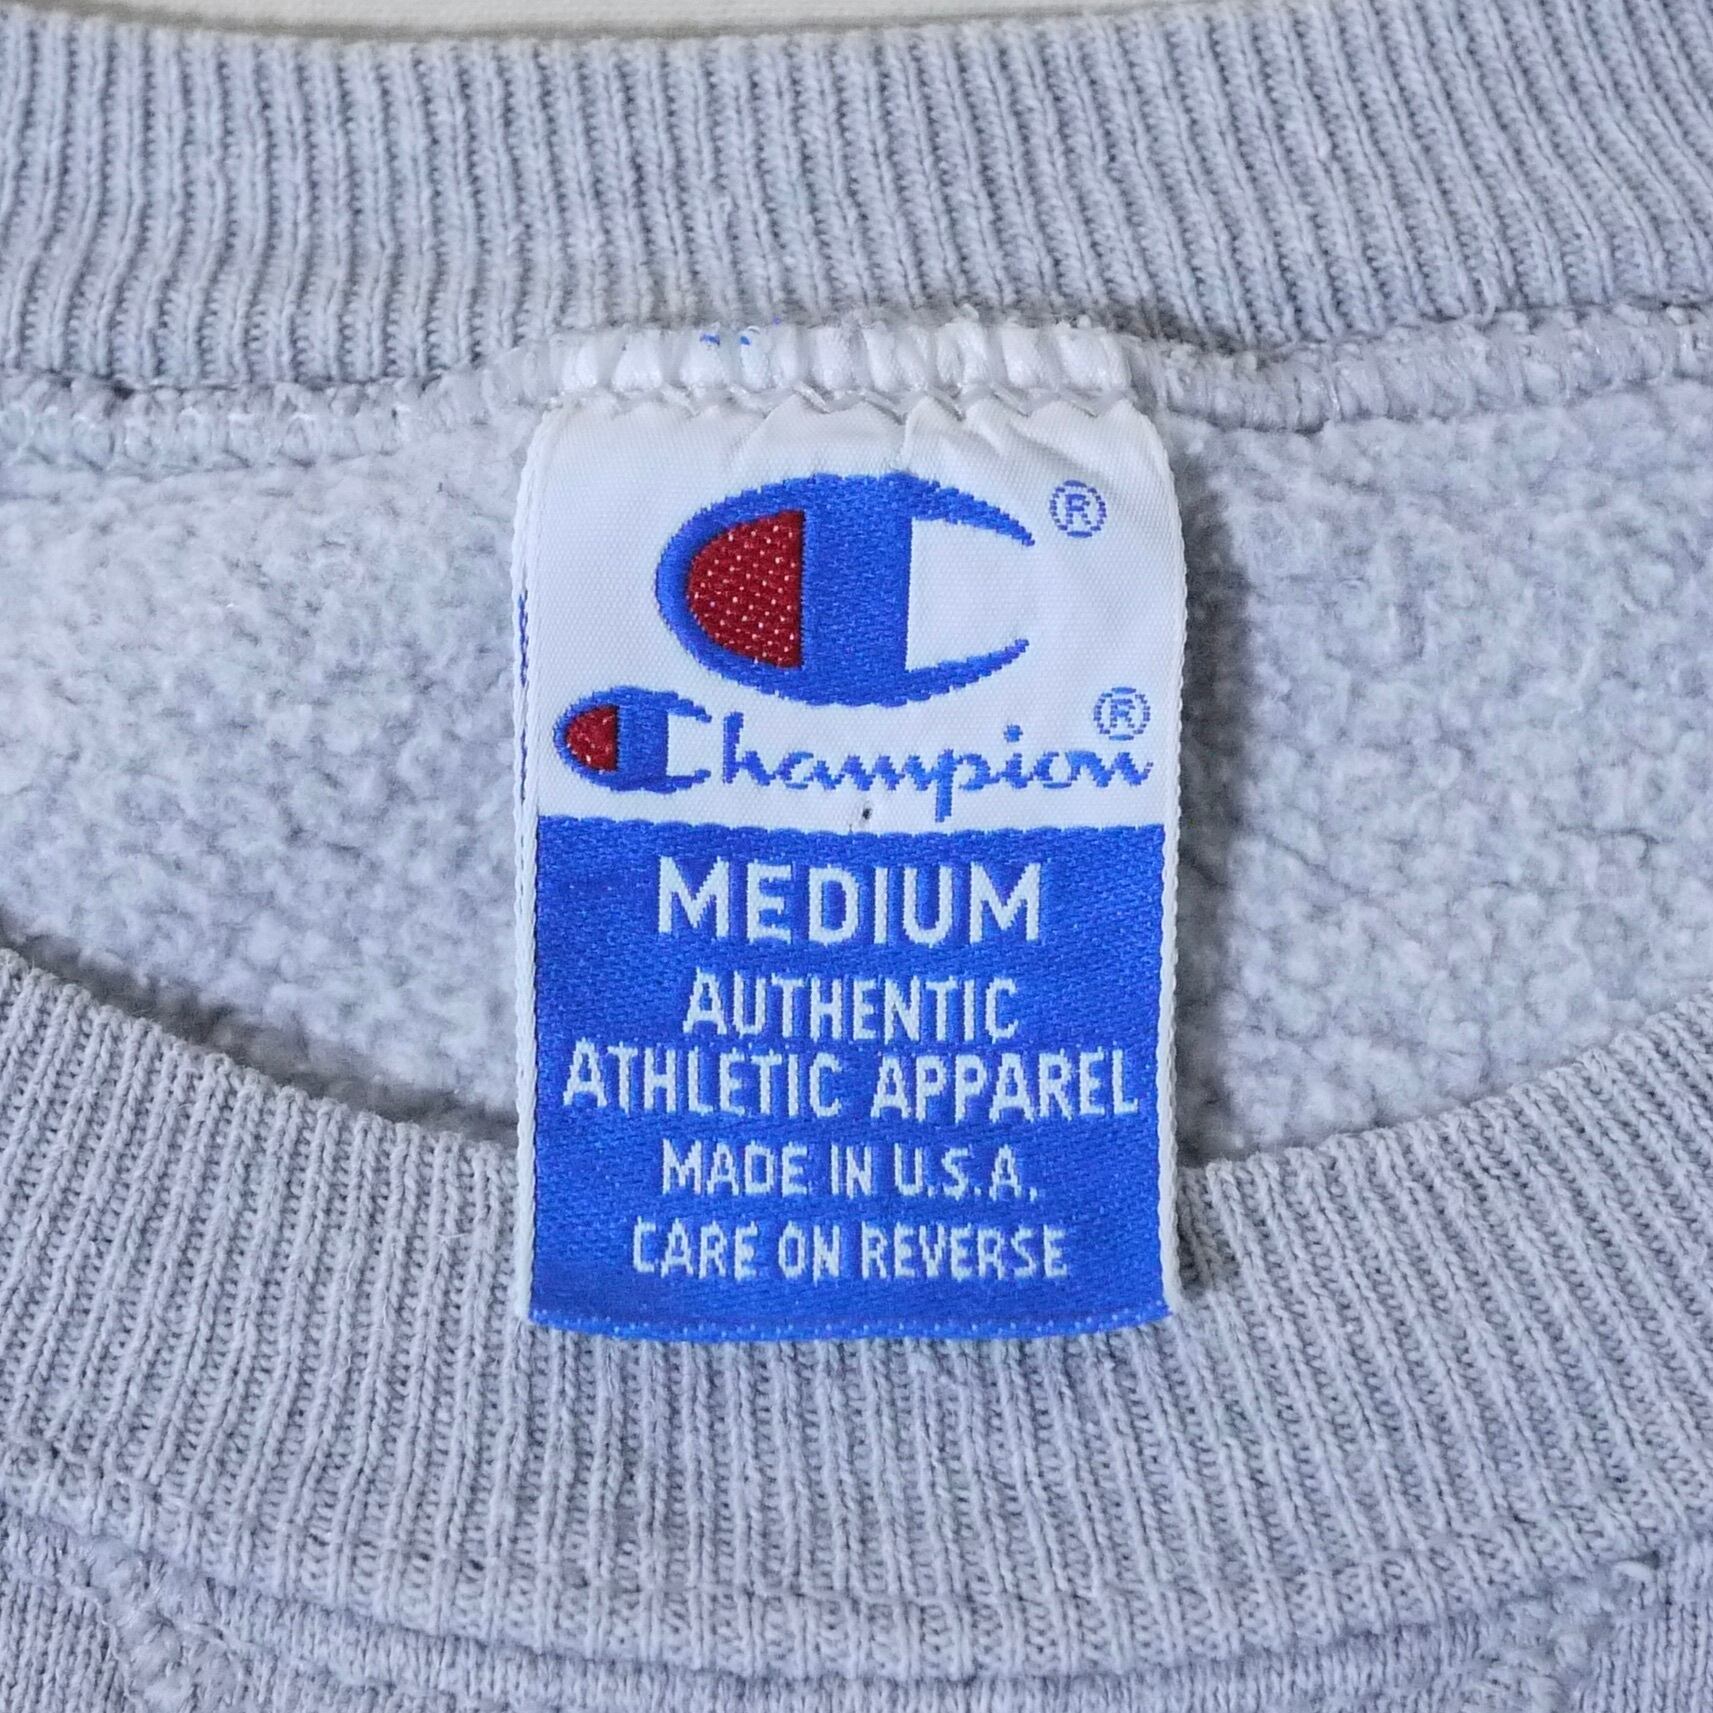 ®
Champion®
MEDIUM
AUTHENTIC
ATHLETIC APPAREL
MADE IN U.S.A.
CARE ON REVERSE